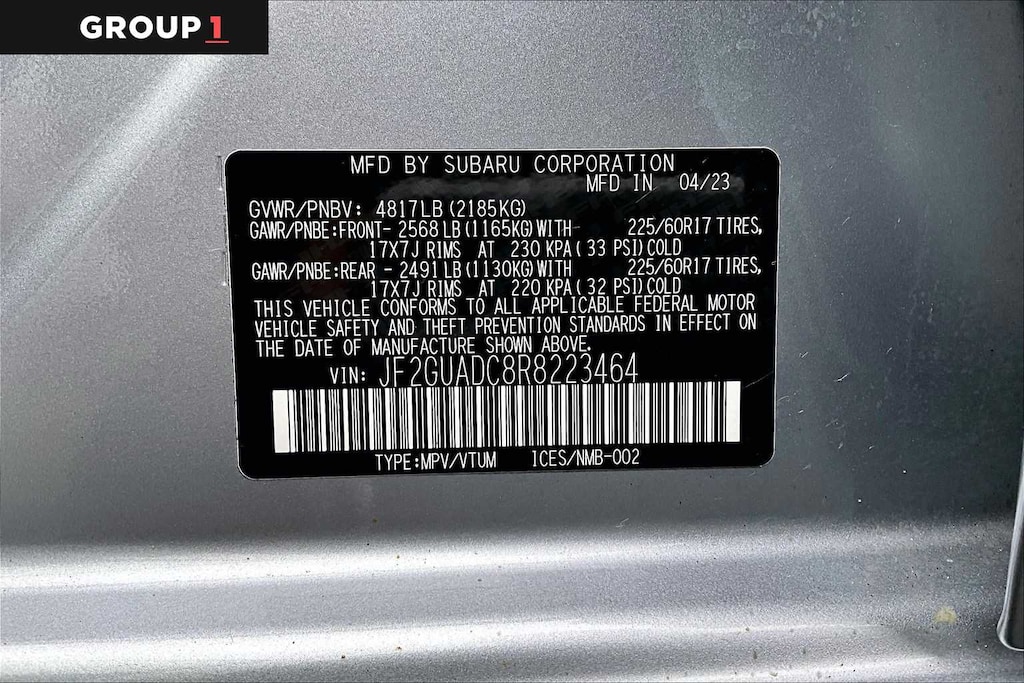 GROUP 1
MFD BY SUBARU CORPORATION
MFD IN 04/23
GVWR/PNBV: 4817LB (2185KG)
GAWR/PNBE:FRONT- 2568 LB (1165KG) WITH 225/60R17 TIRES,
17X7J RIMS AT 230 KPA ( 33 PSI) COLD
GAWR/PNBE:REAR - 2491 LB (1130KG) WITH 225/60R17 TIRES,
17X7J RIMS AT 220 KPA ( 32 PSI) COLD
THIS VEHICLE CONFORMS TO ALL APPLICABLE FEDERAL MOTOR
VEHICLE SAFETY AND THEFT PREVENTION STANDARDS IN EFFECT ON
THE DATE OF MANUFACTURE SHOWN ABOVE.
VIN: JF2GUADC8R8223464
TYPE:MPV/VTUM ICES/NMB-002